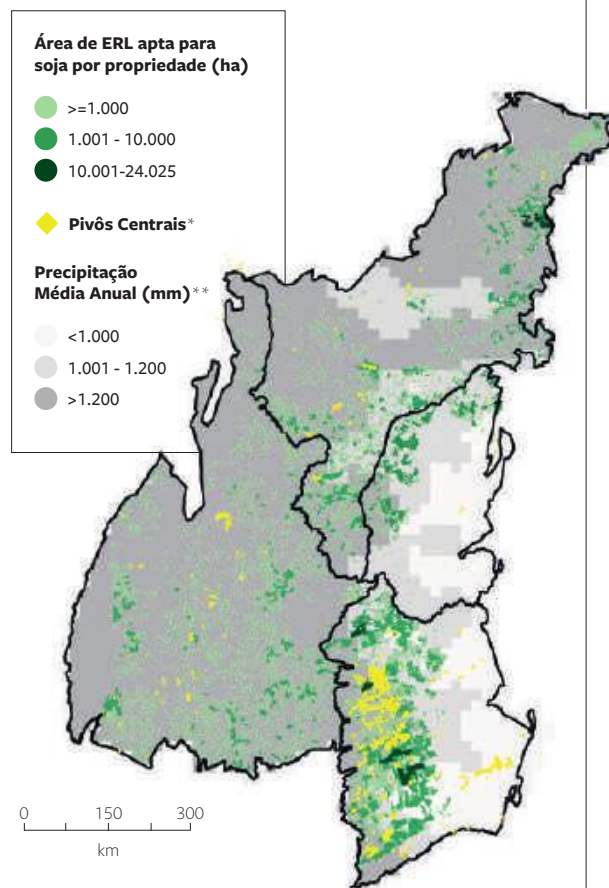 Área de ERL apta para
soja por propriedade (ha)
>=1.000
1.001 - 10.000
10.001-24.025
Pivôs Centrais*
Precipitação
Média Anual (mm)**
<1.000
1.001 - 1.200
>1.200
0 150 300
km